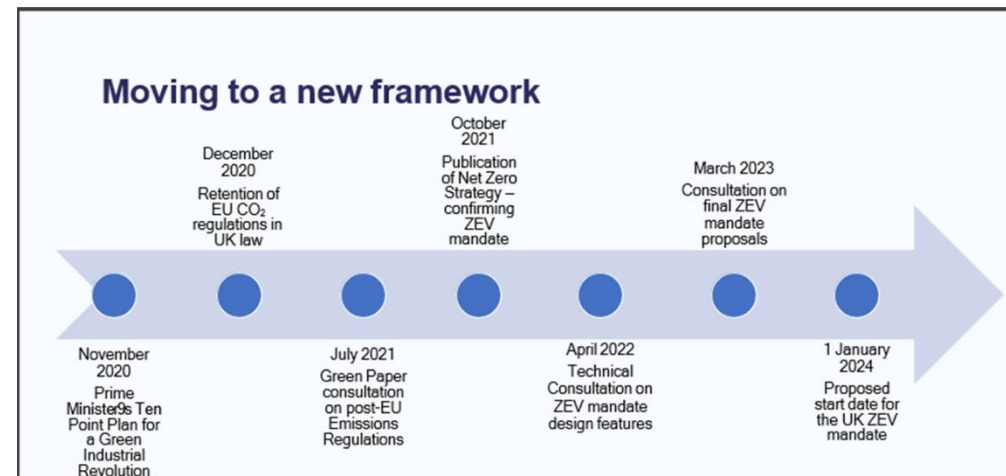 Moving to a new framework
November
2020
Prime
Minister9s Ten
Point Plan for
a Green
Industrial
Revolution
December
2020
Retention of
EU CO₂
regulations in
UK law
July 2021
Green Paper
consultation
on post-EU
Emissions
Regulations
October
2021
Publication
of Net Zero
Strategy –
confirming
ZEV
mandate
April 2022
Technical
Consultation on
ZEV mandate
design features
March 2023
Consultation on
final ZEV
mandate
proposals
1 January
2024
Proposed
start date for
the UK ZEV
mandate